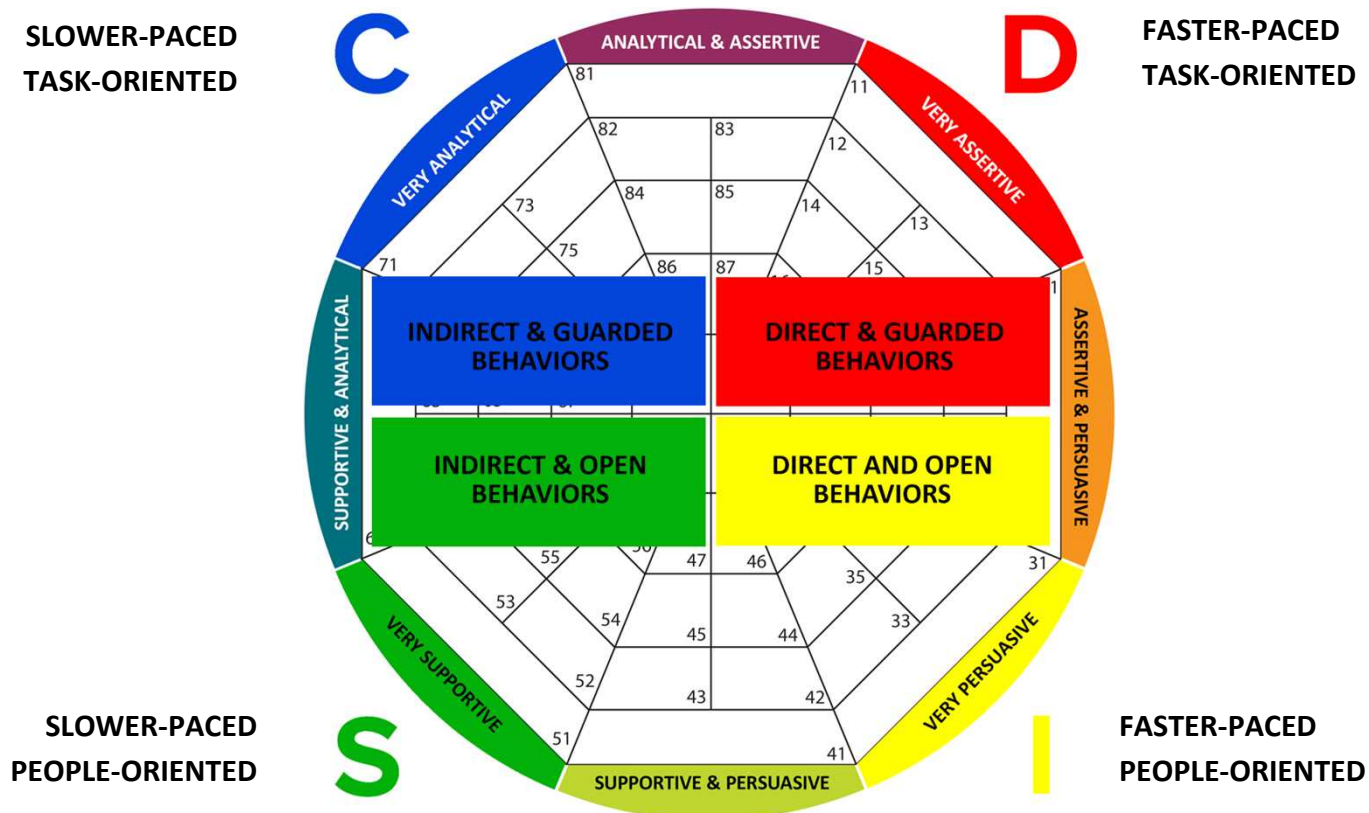 SLOWER-PACED
TASK-ORIENTED
C
ANALYTICAL & ASSERTIVE
D
FASTER-PACED
TASK-ORIENTED
VERY ANALYTICAL
VERY ASSERTIVE
81
11
82
83
12
84
85
14
73
13
75
15
71
86
87
INDIRECT & GUARDED
BEHAVIORS
DIRECT & GUARDED
BEHAVIORS
SUPPORTIVE & ANALYTICAL
ASSERTIVE & PERSUASIVE
INDIRECT & OPEN
BEHAVIORS
DIRECT AND OPEN
BEHAVIORS
55
47
46
35
31
53
54
45
44
33
52
43
42
51
41
VERY SUPPORTIVE
VERY PERSUASIVE
SLOWER-PACED
PEOPLE-ORIENTED
S
SUPPORTIVE & PERSUASIVE
I
FASTER-PACED
PEOPLE-ORIENTED